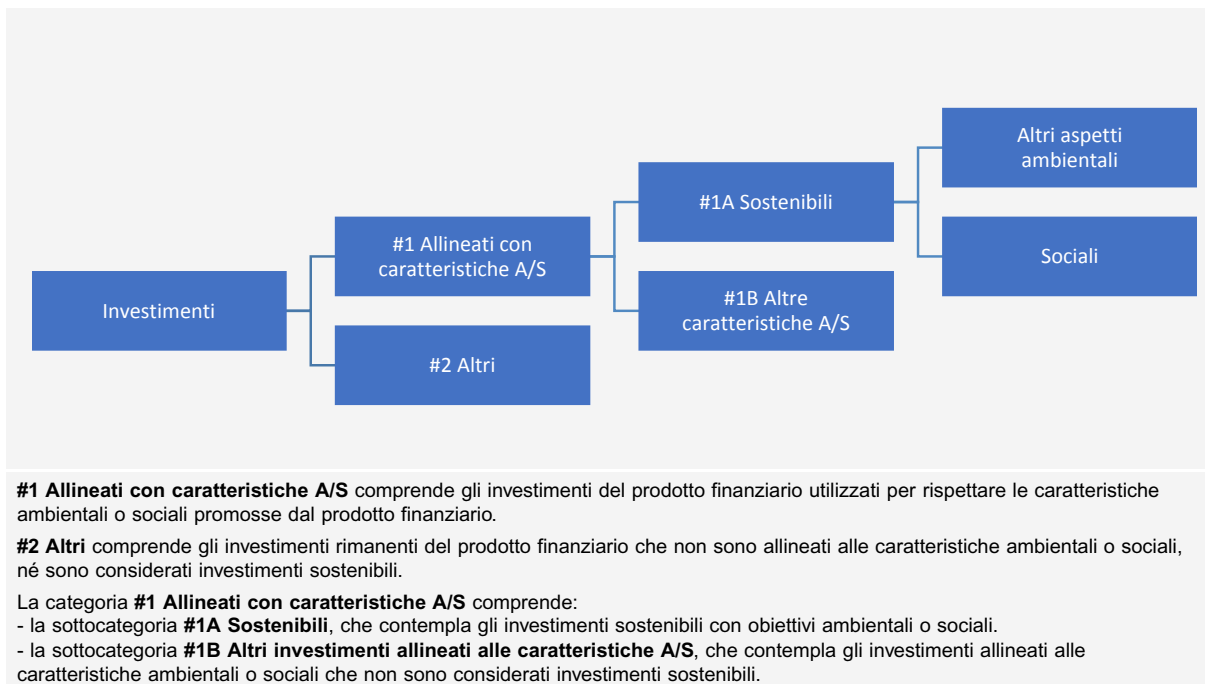 Investimenti
#1 Allineati con
caratteristiche A/S
#2 Altri
#1A Sostenibili
#1B Altre
caratteristiche A/S
Altri aspetti
ambientali
Sociali
#1 Allineati con caratteristiche A/S comprende gli investimenti del prodotto finanziario utilizzati per rispettare le caratteristiche
ambientali o sociali promosse dal prodotto finanziario.
#2 Altri comprende gli investimenti rimanenti del prodotto finanziario che non sono allineati alle caratteristiche ambientali o sociali,
né sono considerati investimenti sostenibili.
La categoria #1 Allineati con caratteristiche A/S comprende:
- la sottocategoria #1A Sostenibili, che contempla gli investimenti sostenibili con obiettivi ambientali o sociali.
- la sottocategoria #1B Altri investimenti allineati alle caratteristiche A/S, che contempla gli investimenti allineati alle
caratteristiche ambientali o sociali che non sono considerati investimenti sostenibili.